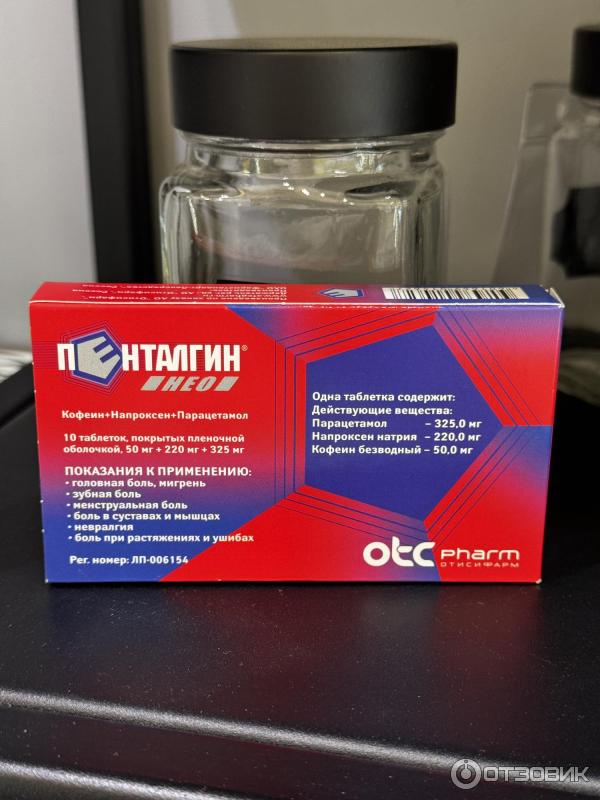 ПЕНТАЛГИН®
НЕО
Кофеин+Напроксен+Парацетамол
10 таблеток, покрытых пленочной
оболочкой, 50 мг + 220 мг + 325 мг
ПОКАЗАНИЯ К ПРИМЕНЕНИЮ:
• головная боль, мигрень
• зубная боль
• менструальная боль
• боль в суставах и мышцах
• невралгия
• боль при растяжениях и ушибах
Рег. номер: ЛП-006154
Одна таблетка содержит:
Действующие вещества:
Парацетамол – 325,0 мг
Напроксен натрия – 220,0 мг
Кофеин безводный – 50,0 мг
otc pharm
ОТИСИФАРМ
ОТЗОВИК